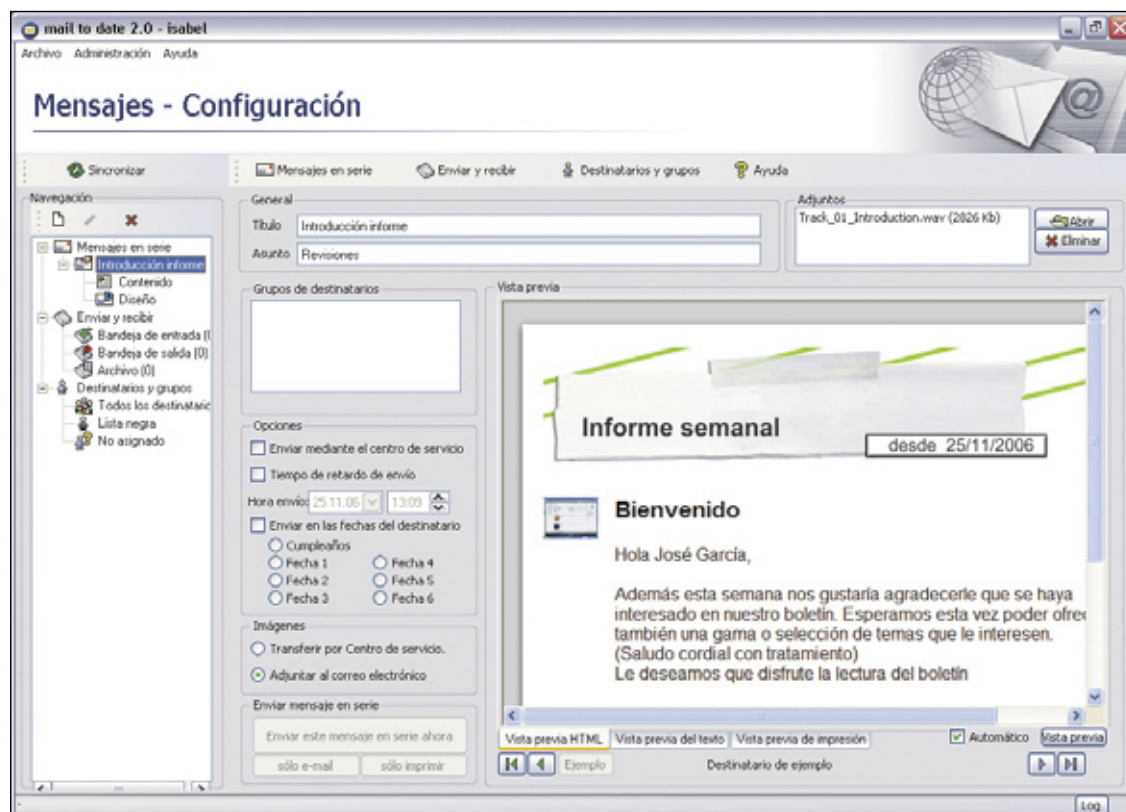 mail to date 2.0 - isabel
Archivo Administración Ayuda
Mensajes - Configuración
Sincronizar
Mensajes en serie Enviar y recibir Destinatarios y grupos Ayuda
Navegación
Mensajes en serie
Introducción informe
Contenido
Diseño
Enviar y recibir
Bandeja de entrada (
Bandeja de salida (0)
Archivo (0)
Destinatarios y grupos
Todos los destinataric
Lista negra
No asignado
General
Título Introducción informe
Asunto Revisiones
Adjuntos
Track_01_Introduction.wav (2826 Kb)
Abrir
Eliminar
Grupos de destinatarios
Opciones
Enviar mediante el centro de servicio
Tiempo de retardo de envío
Hora envío: 25.11.06 13:09
Enviar en las fechas del destinatario
Cumpleaños
Fecha 1 Fecha 4
Fecha 2 Fecha 5
Fecha 3 Fecha 6
Imágenes
Transferir por Centro de servicio.
Adjuntar al correo electrónico
Enviar mensaje en serie
Enviar este mensaje en serie ahora
sólo e-mail sólo imprimir
Vista previa
Informe semanal
desde 25/11/2006
Bienvenido
Hola José García,
Además esta semana nos gustaría agradecerle que se haya
interesado en nuestro boletín. Esperamos esta vez poder ofrec
también una gama o selección de temas que le interesen.
(Saludo cordial con tratamiento)
Le deseamos que disfrute la lectura del boletín
Vista previa HTML Vista previa del texto Vista previa de impresión Automático Vista previa
Ejemplo Destinatario de ejemplo
Log